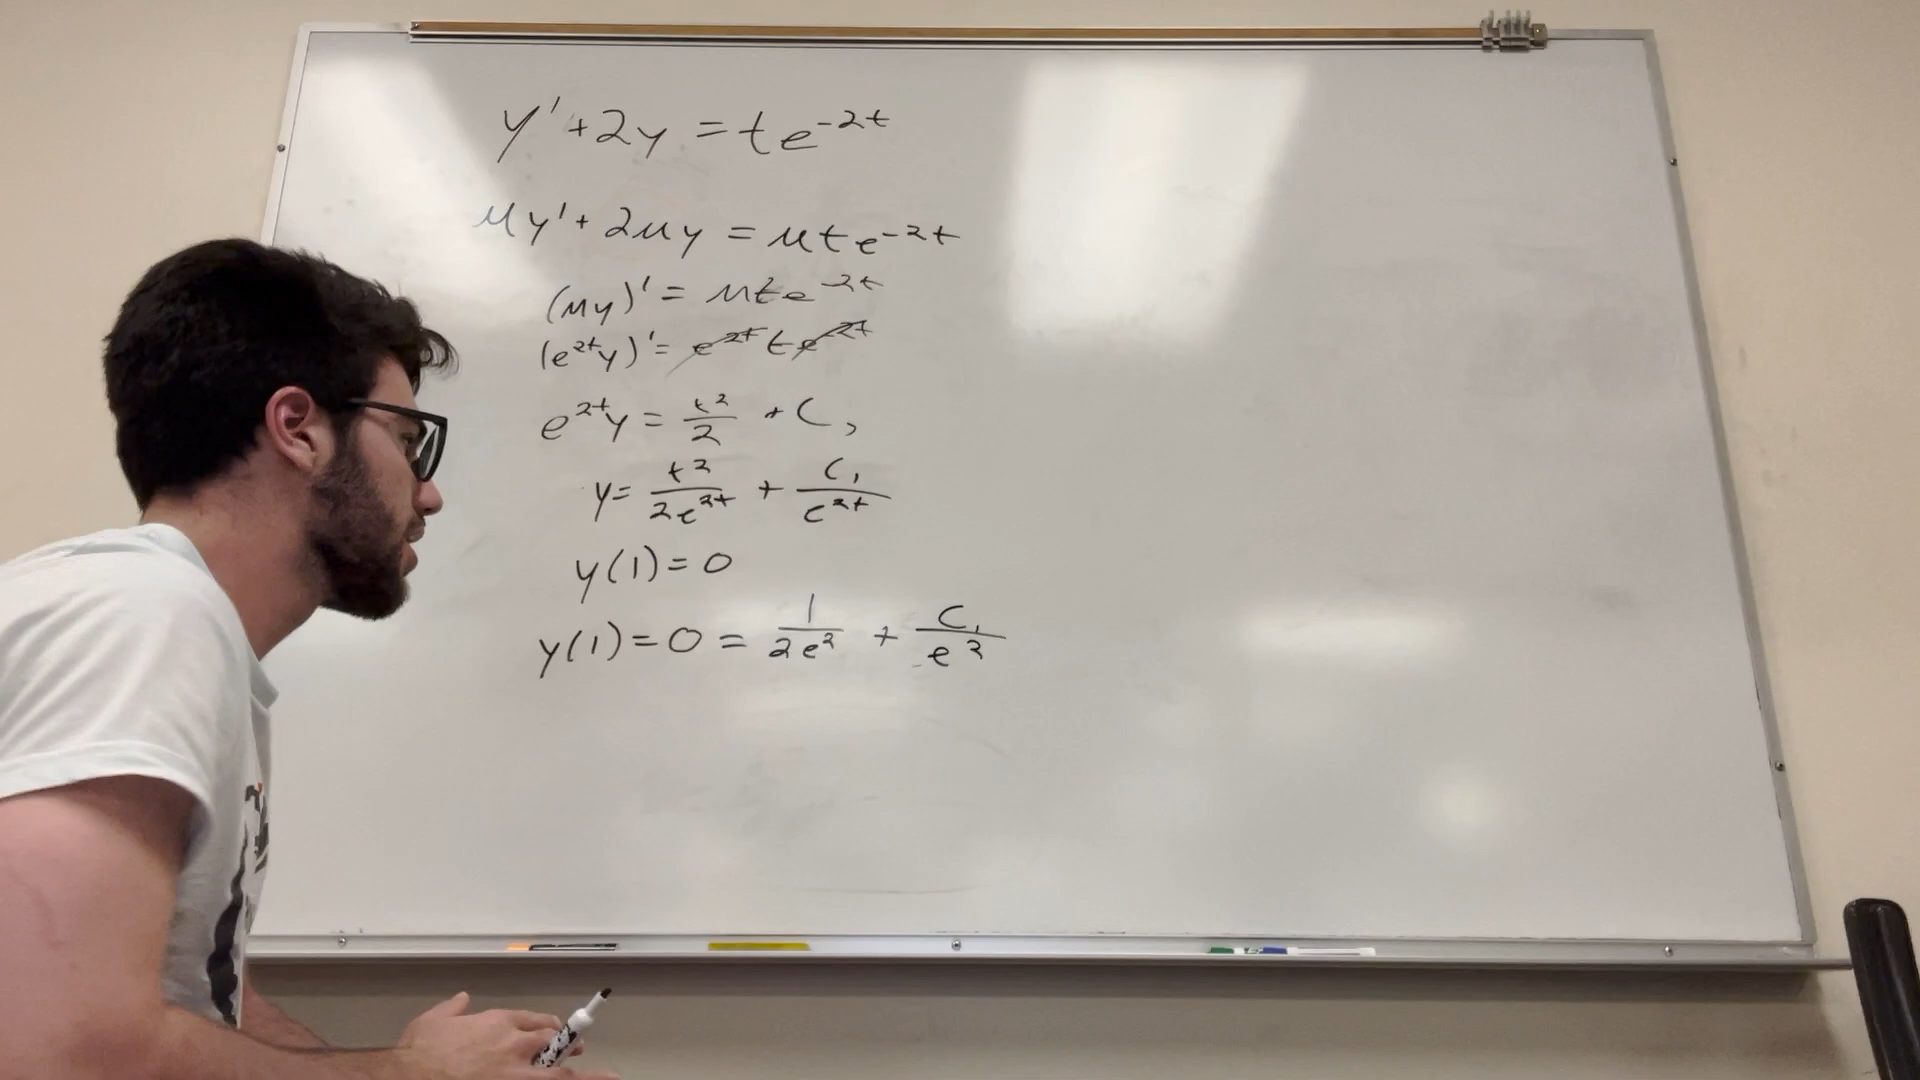 y' + 2y = te^{-2t}
μy' + 2μy = μte^{-2t}
(μy)' = μte^{-2t}
(e^{2t}y)' = e^{2t}te^{-2t}
e^{2t}y = t²/2 + C₁
y = t²/2e^{2t} + C₁/e^{2t}
y(1) = 0
y(1) = 0 = 1/2e² + C₁/e²